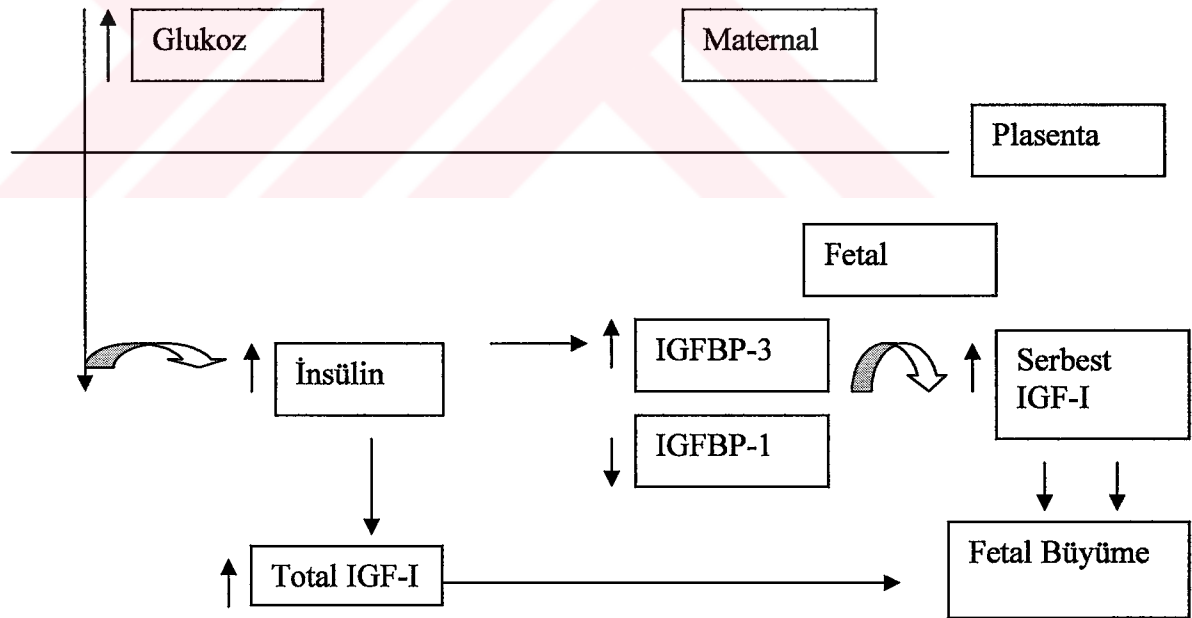 Glukoz
Maternal
Plasenta
Fetal
İnsülin
IGFBP-3
Serbest
IGF-I
IGFBP-1
Total IGF-I
Fetal Büyüme